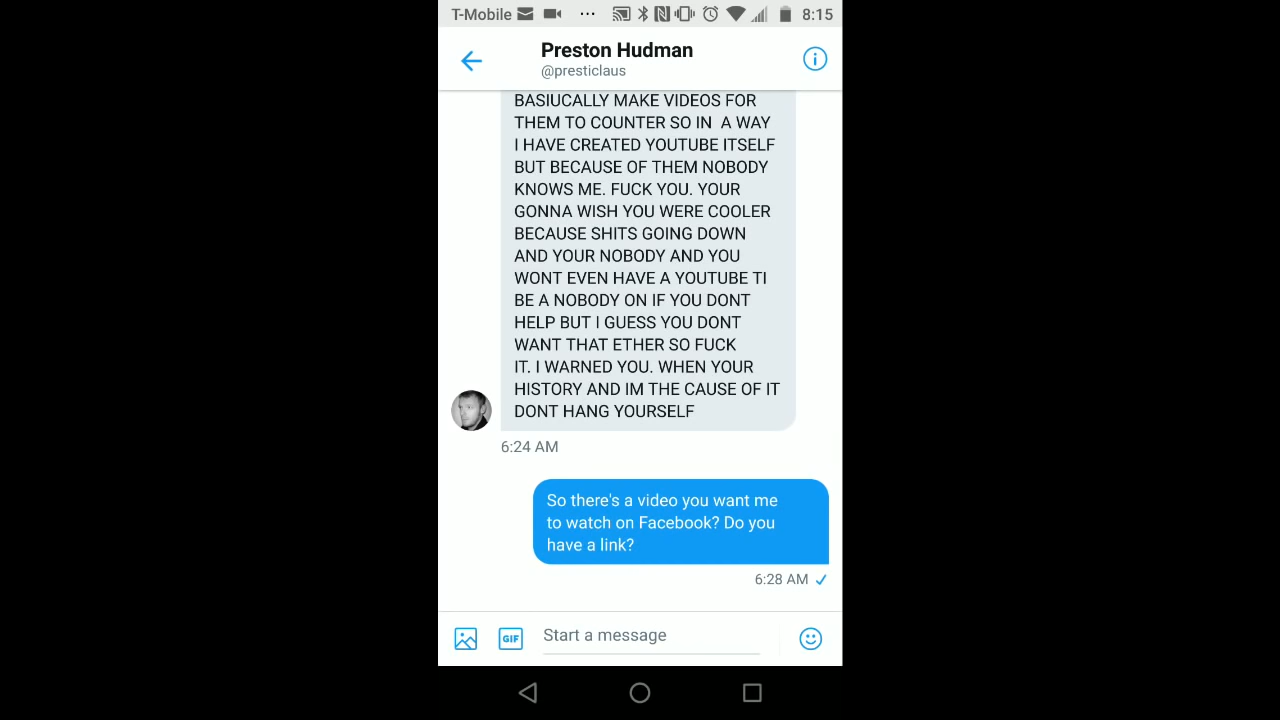 T-Mobile 8:15
Preston Hudman
@presticlaus
BASIUCALLY MAKE VIDEOS FOR
THEM TO COUNTER SO IN  A WAY
I HAVE CREATED YOUTUBE ITSELF
BUT BECAUSE OF THEM NOBODY
KNOWS ME. FUCK YOU. YOUR
GONNA WISH YOU WERE COOLER
BECAUSE SHITS GOING DOWN
AND YOUR NOBODY AND YOU
WONT EVEN HAVE A YOUTUBE TI
BE A NOBODY ON IF YOU DONT
HELP BUT I GUESS YOU DONT
WANT THAT ETHER SO FUCK
IT. I WARNED YOU. WHEN YOUR
HISTORY AND IM THE CAUSE OF IT
DONT HANG YOURSELF
6:24 AM
So there's a video you want me
to watch on Facebook? Do you
have a link?
6:28 AM
GIF Start a message